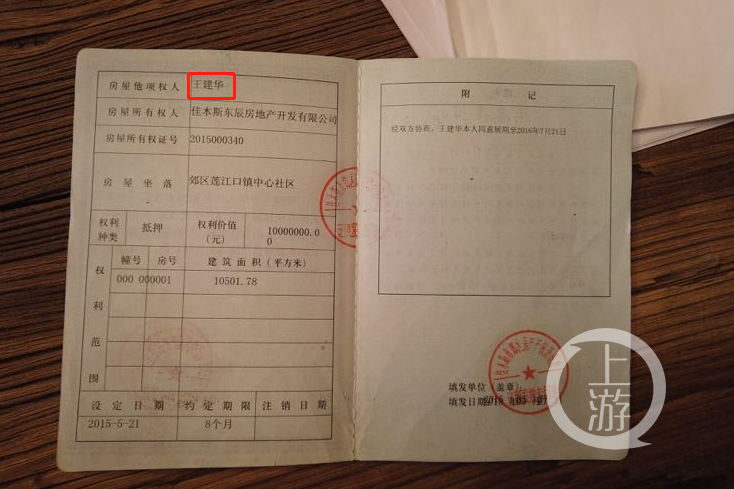 房屋他项权人 王建华
房屋所有权人 佳木斯东辰房地产开发有限公司
房屋所有权证号 2015000340
房屋坐落 郊区莲江口镇中心社区
权利种类 抵押 权利价值(元) 10000000.00
权利范围
幢号 房号 建筑面积(平方米)
000 000001 10501.78
设定日期 约定期限 注销日期
2015-5-21 8个月
附记
经双方协商,王建华本人同意展期至2016年7月21日
填发单位(盖章):
填发日期
上游